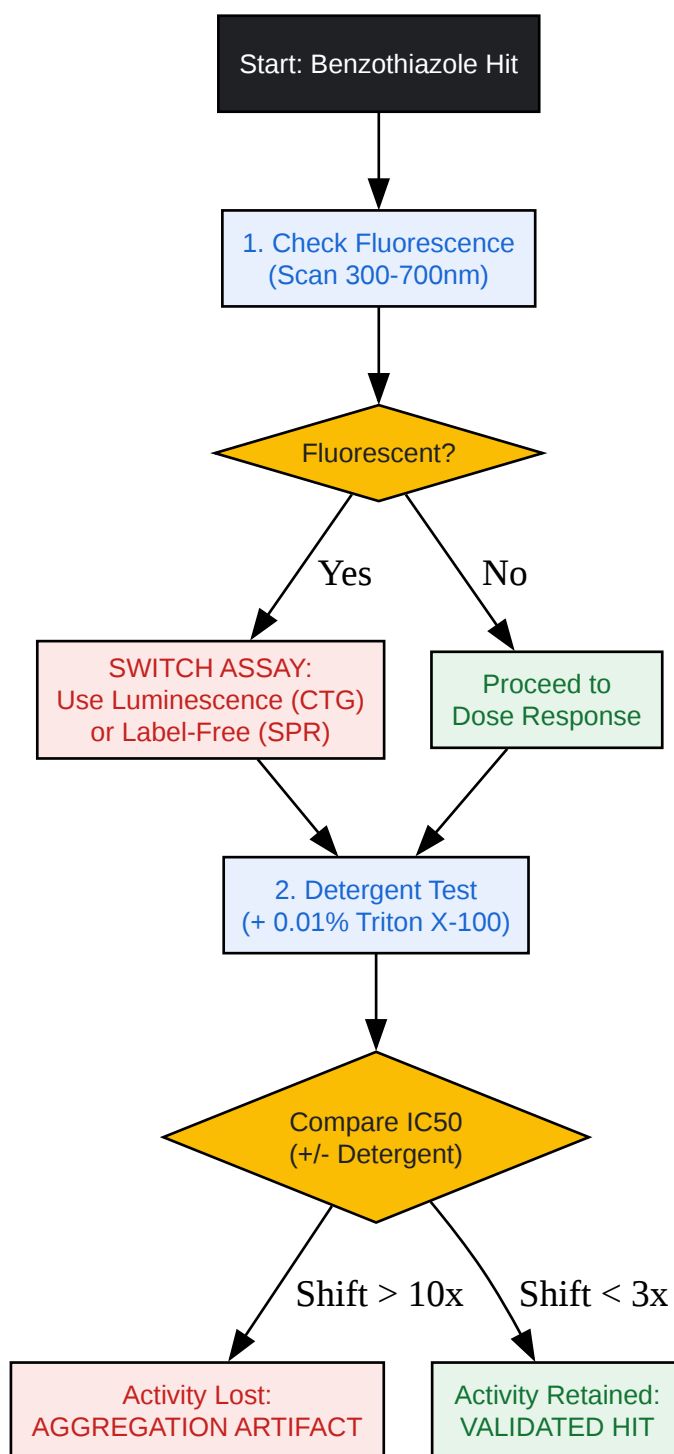 Start: Benzothiazole Hit
1. Check Fluorescence
(Scan 300-700nm)
Fluorescent?
Yes
No
SWITCH ASSAY:
Use Luminescence (CTG)
or Label-Free (SPR)
Proceed to
Dose Response
2. Detergent Test
(+ 0.01% Triton X-100)
Compare IC50
(+/- Detergent)
Shift > 10x
Shift < 3x
Activity Lost:
AGGREGATION ARTIFACT
Activity Retained:
VALIDATED HIT